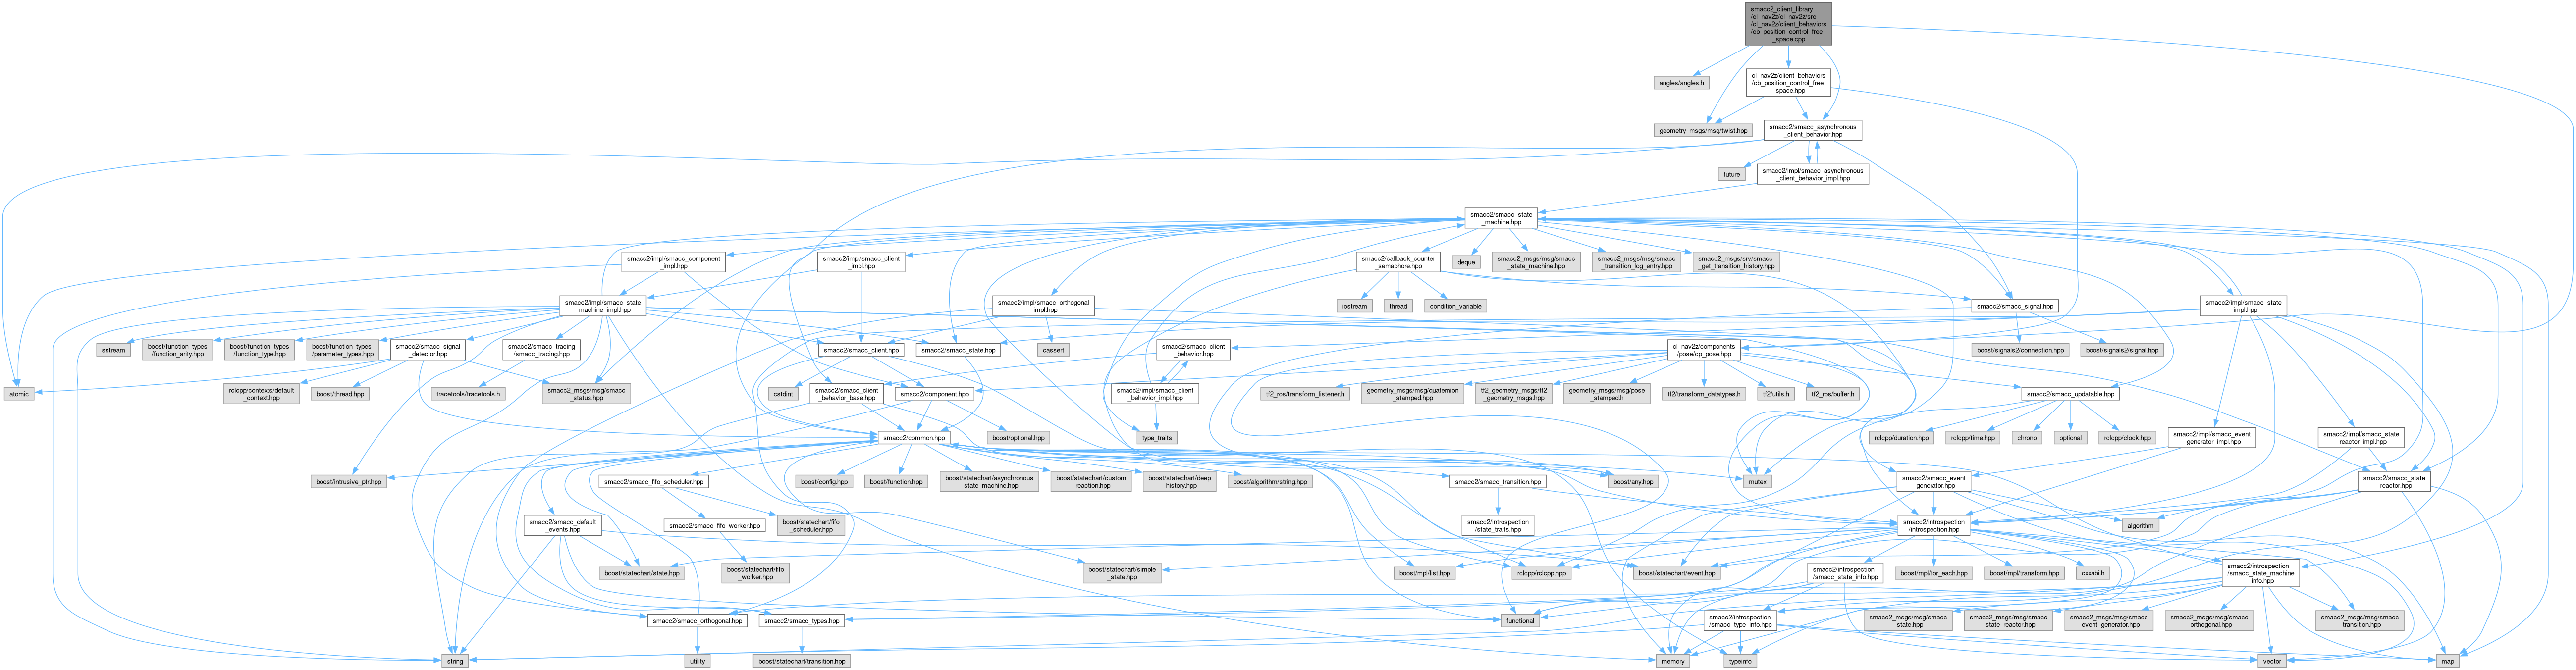 smacc2_client_library
/cl_nav2z/cl_nav2z/src
/cl_nav2z/client_behaviors
/cb_position_control_free
_space.cpp
angles/angles.h
cl_nav2z/client_behaviors
/cb_position_control_free
_space.hpp
geometry_msgs/msg/twist.hpp
smacc2/smacc_asynchronous
_client_behavior.hpp
future
smacc2/impl/smacc_asynchronous
_client_behavior_impl.hpp
smacc2/smacc_state
_machine.hpp
smacc2/impl/smacc_component
_impl.hpp
smacc2/impl/smacc_client
_impl.hpp
smacc2/callback_counter
_semaphore.hpp
deque
smacc2_msgs/msg/smacc
_state_machine.hpp
smacc2_msgs/msg/smacc
_transition_log_entry.hpp
smacc2_msgs/srv/smacc
_get_transition_history.hpp
smacc2/impl/smacc_state
_machine_impl.hpp
smacc2/impl/smacc_orthogonal
_impl.hpp
iostream
thread
condition_variable
smacc2/smacc_signal.hpp
smacc2/impl/smacc_state
_impl.hpp
sstream
boost/function_types
/function_arity.hpp
boost/function_types
/function_type.hpp
boost/function_types
/parameter_types.hpp
smacc2/smacc_signal
_detector.hpp
smacc2/smacc_tracing
/smacc_tracing.hpp
smacc2/smacc_client.hpp
smacc2/smacc_state.hpp
cassert
smacc2/smacc_client
_behavior.hpp
cl_nav2z/components
/pose/cp_pose.hpp
boost/signals2/connection.hpp
boost/signals2/signal.hpp
atomic
rclcpp/contexts/default
_context.hpp
boost/thread.hpp
tracetools/tracetools.h
smacc2_msgs/msg/smacc
_status.hpp
cstdint
smacc2/smacc_client
_behavior_base.hpp
smacc2/component.hpp
smacc2/impl/smacc_client
_behavior_impl.hpp
tf2_ros/transform_listener.h
geometry_msgs/msg/quaternion
_stamped.hpp
tf2_geometry_msgs/tf2
_geometry_msgs.hpp
geometry_msgs/msg/pose
_stamped.h
tf2/transform_datatypes.h
tf2/utils.h
tf2_ros/buffer.h
smacc2/smacc_updatable.hpp
smacc2/common.hpp
boost/optional.hpp
type_traits
rclcpp/duration.hpp
rclcpp/time.hpp
chrono
optional
rclcpp/clock.hpp
smacc2/impl/smacc_event
_generator_impl.hpp
smacc2/impl/smacc_state
_reactor_impl.hpp
boost/intrusive_ptr.hpp
smacc2/smacc_fifo_scheduler.hpp
boost/config.hpp
boost/function.hpp
boost/statechart/asynchronous
_state_machine.hpp
boost/statechart/custom
_reaction.hpp
boost/statechart/deep
_history.hpp
boost/algorithm/string.hpp
smacc2/smacc_transition.hpp
boost/any.hpp
mutex
smacc2/smacc_event
_generator.hpp
smacc2/smacc_state
_reactor.hpp
smacc2/smacc_default
_events.hpp
smacc2/smacc_fifo_worker.hpp
boost/statechart/fifo
_scheduler.hpp
smacc2/introspection
/state_traits.hpp
smacc2/introspection
/introspection.hpp
algorithm
boost/statechart/state.hpp
boost/statechart/fifo
_worker.hpp
boost/statechart/simple
_state.hpp
boost/mpl/list.hpp
rclcpp/rclcpp.hpp
boost/statechart/event.hpp
smacc2/introspection
/smacc_state_info.hpp
boost/mpl/for_each.hpp
boost/mpl/transform.hpp
cxxabi.h
smacc2/introspection
/smacc_state_machine
_info.hpp
smacc2/smacc_orthogonal.hpp
smacc2/smacc_types.hpp
functional
smacc2/introspection
/smacc_type_info.hpp
smacc2_msgs/msg/smacc
_state.hpp
smacc2_msgs/msg/smacc
_state_reactor.hpp
smacc2_msgs/msg/smacc
_event_generator.hpp
smacc2_msgs/msg/smacc
_orthogonal.hpp
smacc2_msgs/msg/smacc
_transition.hpp
string
utility
boost/statechart/transition.hpp
memory
typeinfo
vector
map